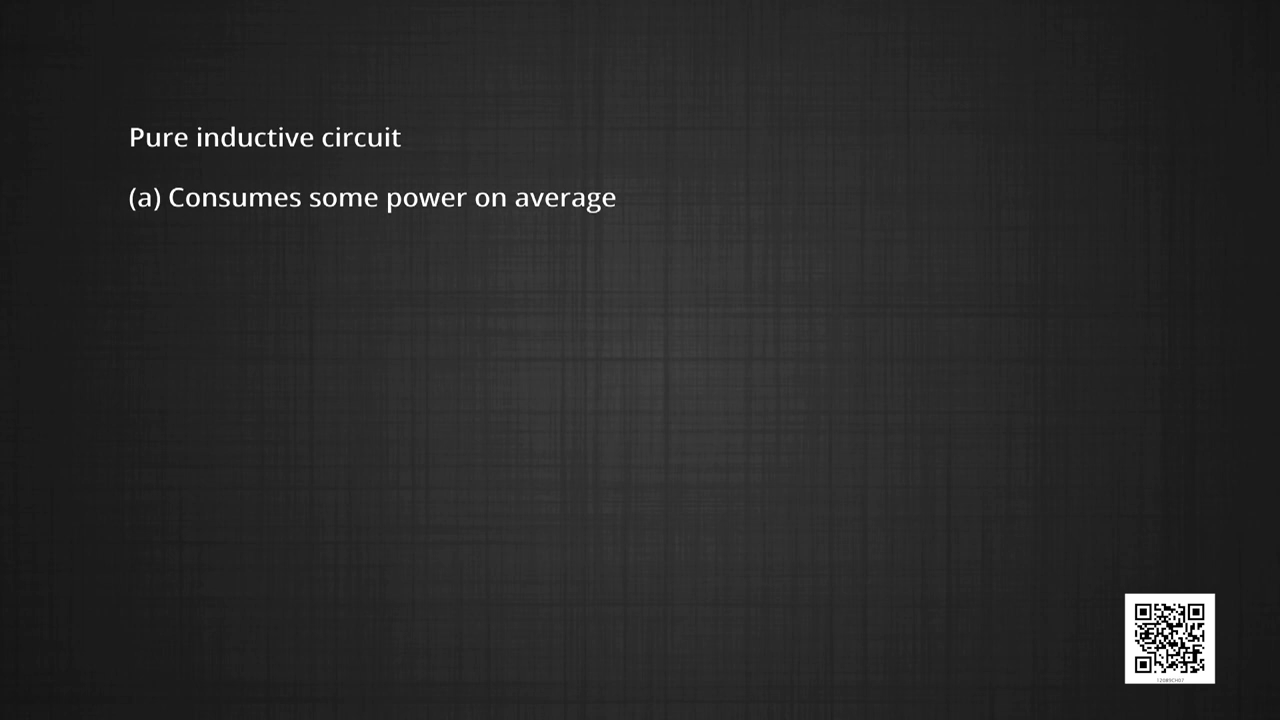 Pure inductive circuit
(a) Consumes some power on average